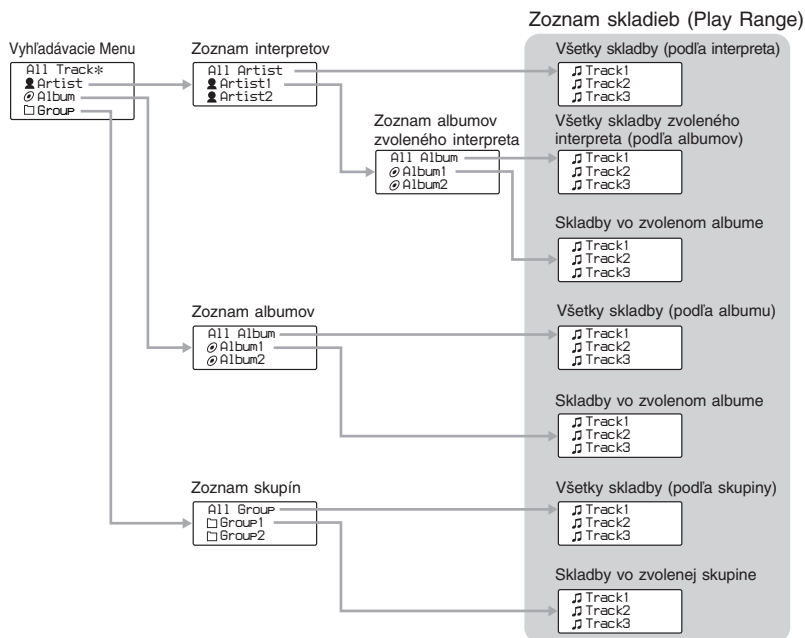 Zoznam skladieb (Play Range)
Vyhľadávacie Menu
All Track*
Artist
Album
Group
Zoznam interpretov
All Artist
Artist1
Artist2
Všetky skladby (podľa interpreta)
Track1
Track2
Track3
Zoznam albumov
zvoleného interpreta
All Album
Album1
Album2
Všetky skladby zvoleného
interpreta (podľa albumov)
Track1
Track2
Track3
Skladby vo zvolenom albume
Track1
Track2
Track3
Zoznam albumov
All Album
Album1
Album2
Všetky skladby (podľa albumu)
Track1
Track2
Track3
Skladby vo zvolenom albume
Track1
Track2
Track3
Zoznam skupín
All Group
Group1
Group2
Všetky skladby (podľa skupiny)
Track1
Track2
Track3
Skladby vo zvolenej skupine
Track1
Track2
Track3